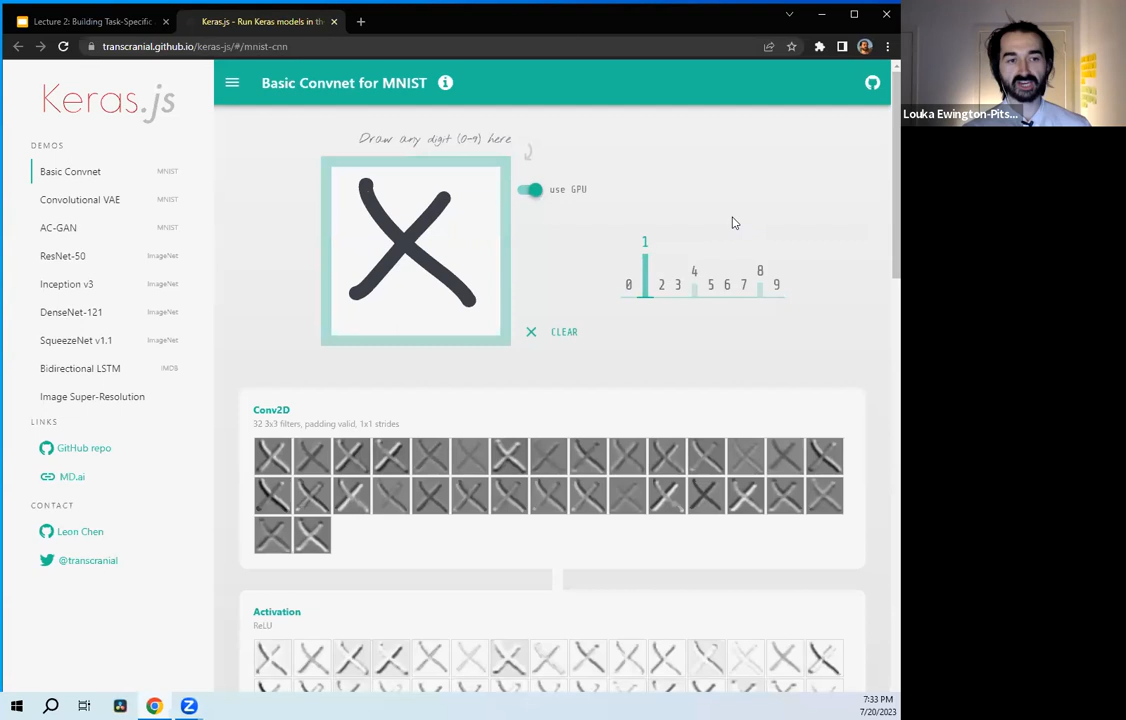 Lecture 2: Building Task-Specific
Keras.js - Run Keras models in th
transcranial.github.io/keras-js/#/mnist-cnn
Keras.js
DEMOS
Basic Convnet MNIST
Convolutional VAE MNIST
AC-GAN MNIST
ResNet-50 ImageNet
Inception v3 ImageNet
DenseNet-121 ImageNet
SqueezeNet v1.1 ImageNet
Bidirectional LSTM IMDB
Image Super-Resolution
LINKS
GitHub repo
MD.ai
CONTACT
Leon Chen
@transcranial
Basic Convnet for MNIST
Draw any digit (0-9) here
use GPU
0 1 2 3 4 5 6 7 8 9
CLEAR
Conv2D
32 3x3 filters, padding valid, 1x1 strides
Activation
ReLU
Louka Ewington-Pits...
7:33 PM
7/20/2023